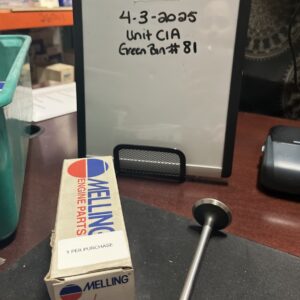 4-3-2025
Unit C1A
Green Bin # 81
MELLING
ENGINE PARTS
1 PER PURCHASE
MELLING